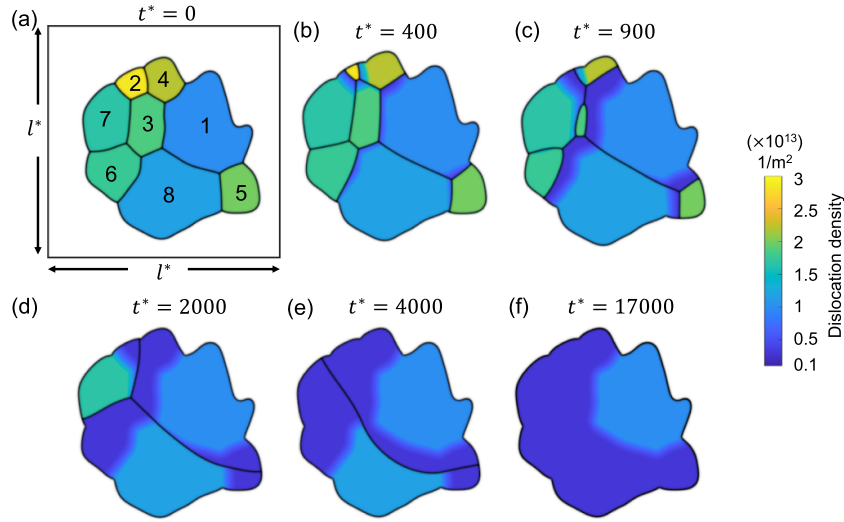 (a) t* = 0
(b) t* = 400
(c) t* = 900
l*
2 4
7 3 1
6 8 5
l*
(×10¹³)
1/m²
3
2.5
2
1.5
1
0.5
0.1
Dislocation density
(d) t* = 2000
(e) t* = 4000
(f) t* = 17000